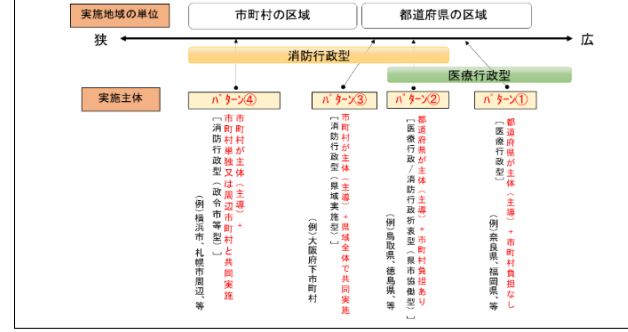 実施地域の単位
市町村の区域
都道府県の区域
狭
広
消防行政型
医療行政型
実施主体
パターン④
パターン③
パターン②
パターン①
市町村が主体（主導）＋
市町村単独又は周辺市町村と共同実施
［消防行政型（政令市等型）］
（例）横浜市、札幌市周辺、等
市町村が主体（主導）＋県域全体で共同実施
［消防行政型（県域実施型）］
（例）大阪府下市町村
都道府県が主体（主導）＋市町村負担あり
［医療行政/消防行政折衷型（県市協働型）］
（例）鳥取県、徳島県、等
都道府県が主体（主導）＋市町村負担なし
［医療行政型］
（例）奈良県、福岡県、等